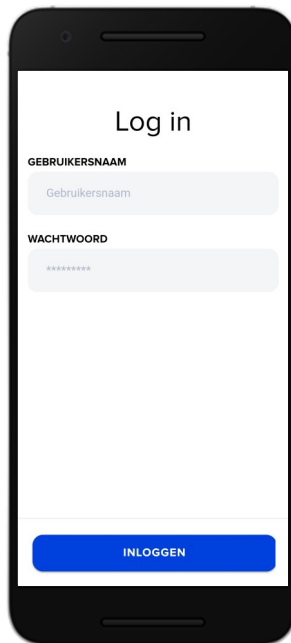 Log in
GEBRUIKERSNAAM
Gebruikersnaam
WACHTWOORD
*********
INLOGGEN